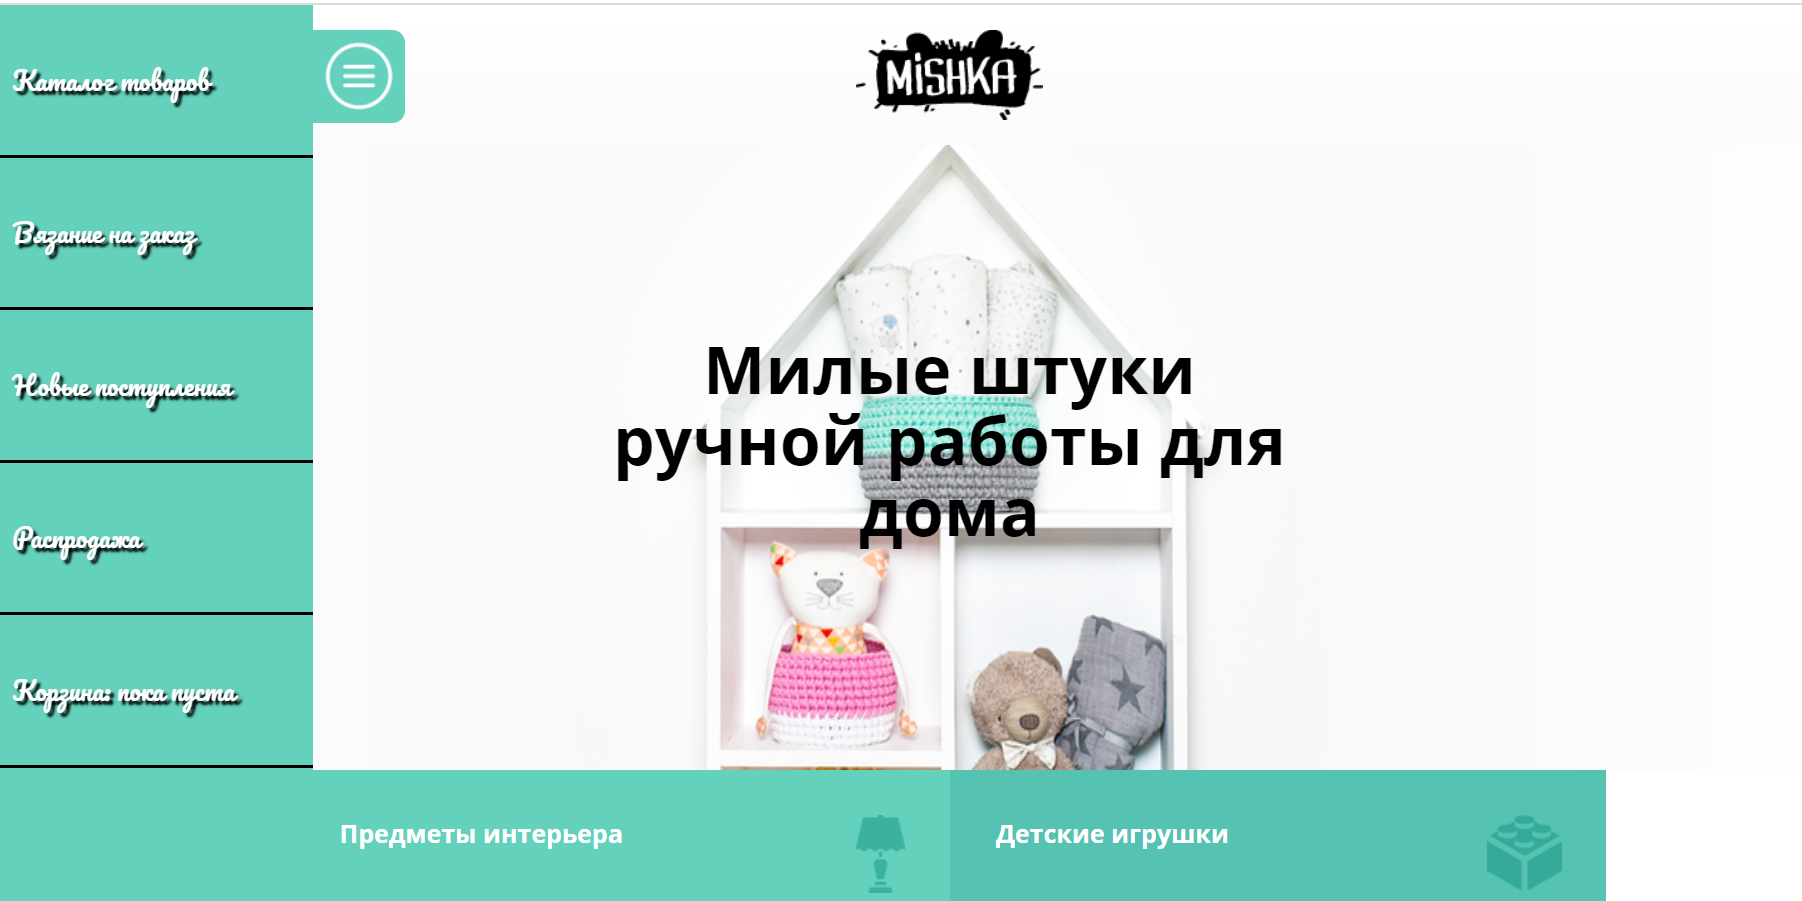 Каталог товаров
Вязание на заказ
Новые поступления
Распродажа
Корзина: пока пуста
MiSHKA
Милые штуки
ручной работы для
дома
Предметы интерьера
Детские игрушки